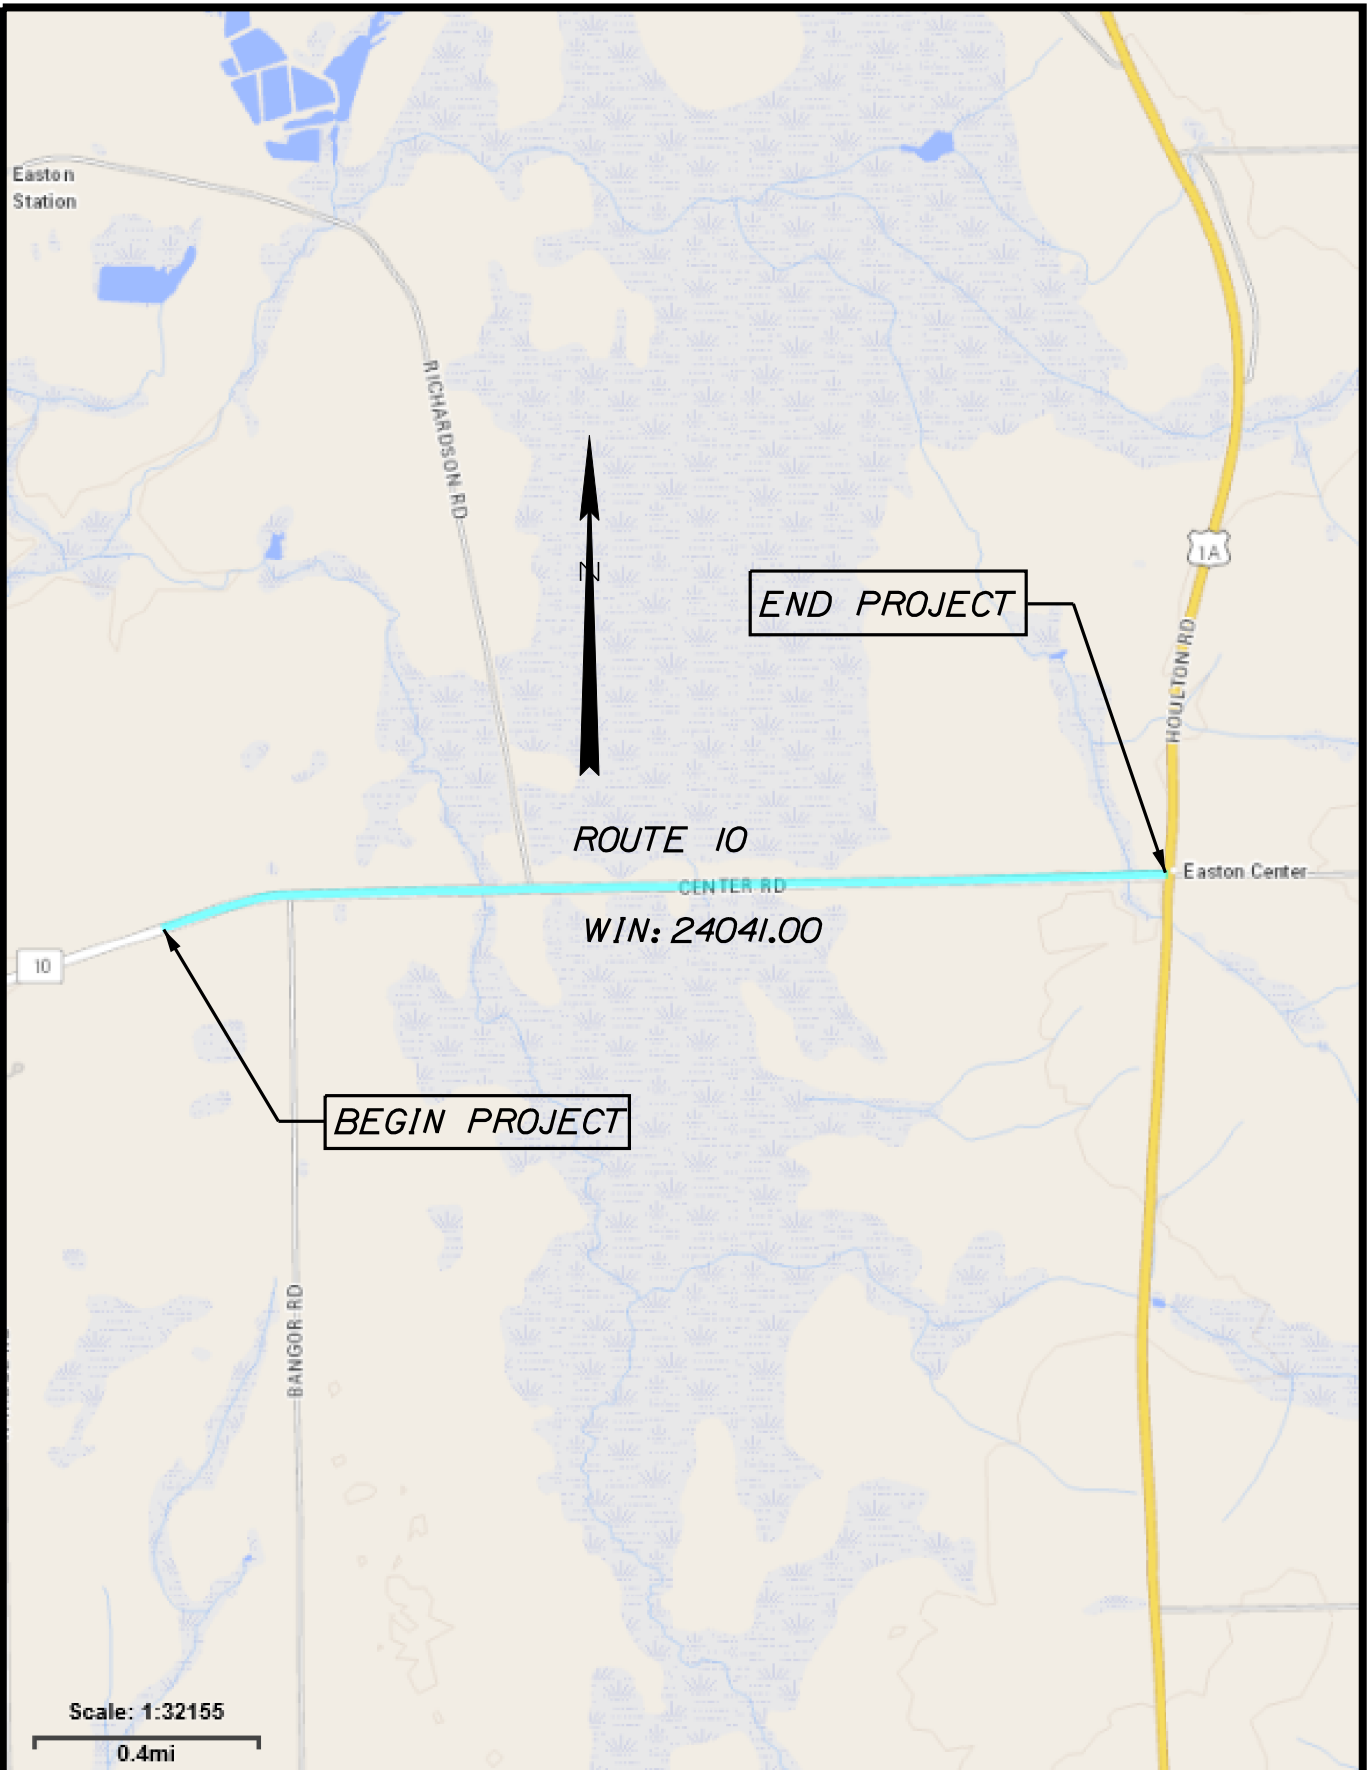 Easton
Station
RICHARDSON RD
N
1A
END PROJECT
HOULTON RD
ROUTE 10
Easton Center
CENTER RD
WIN: 24041.00
10
BEGIN PROJECT
BANGOR RD
Scale: 1:32155
0.4mi